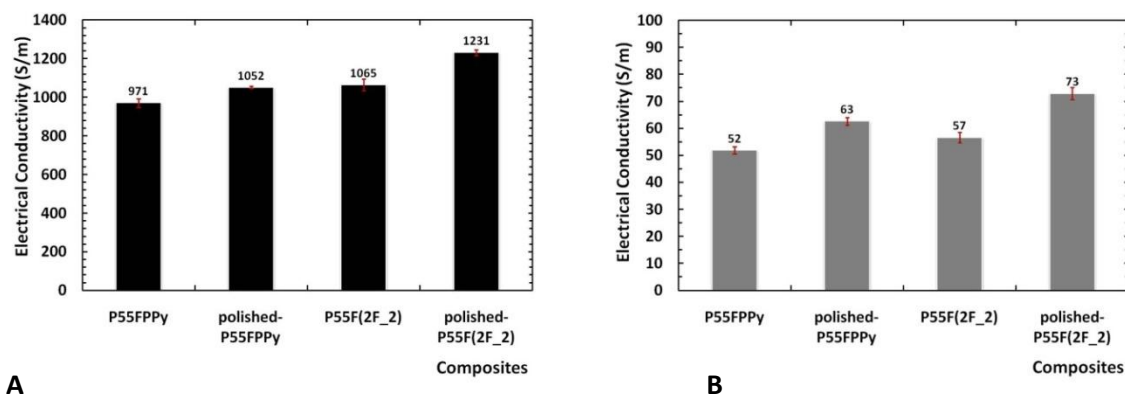 Electrical Conductivity (S/m)
1400
1200
1000
800
600
400
200
0
971
1052
1065
1231
P55FPPy
polished-
P55FPPy
P55F(2F_2)
polished-
P55F(2F_2)
Composites
A
Electrical Conductivity (S/m)
100
90
80
70
60
50
40
30
20
10
0
52
63
57
73
P55FPPy
polished-
P55FPPy
P55F(2F_2)
polished-
P55F(2F_2)
Composites
B